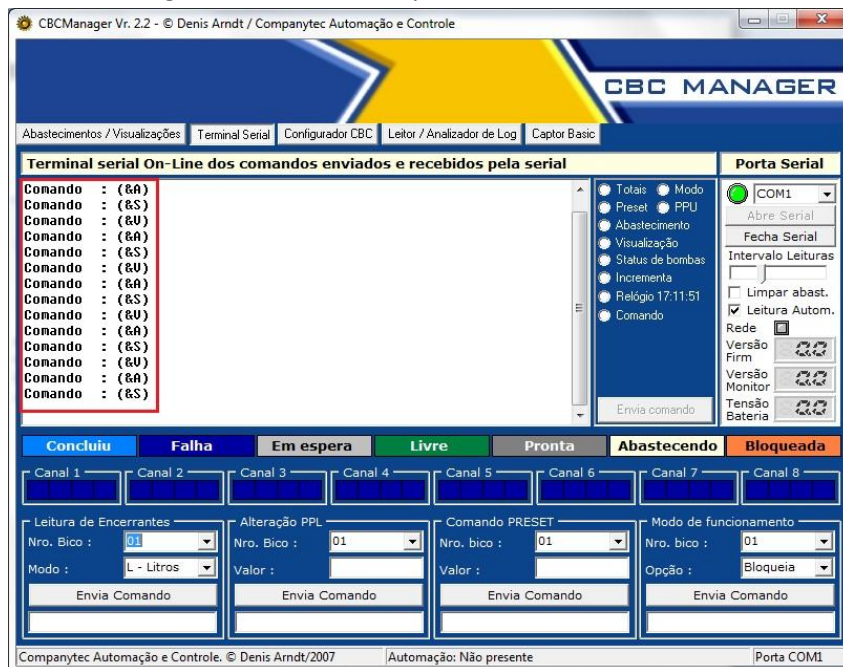 CBCManager Vr. 2.2 - © Denis Arndt / Companytec Automação e Controle
CBC MANAGER
Abastecimentos / Visualizações Terminal Serial Configurador CBC Leitor / Analizador de Log Captor Basic
Terminal serial On-Line dos comandos enviados e recebidos pela serial
Porta Serial
Comando : (&A)
Comando : (&S)
Comando : (&V)
Comando : (&A)
Comando : (&S)
Comando : (&V)
Comando : (&A)
Comando : (&S)
Comando : (&V)
Comando : (&A)
Comando : (&S)
Comando : (&V)
Comando : (&A)
Comando : (&S)
Totais Modo
Preset PPU
Abastecimento
Visualização
Status de bombas
Incrementa
Relógio 17:11:51
Comando
Envia comando
COM1
Abre Serial
Fecha Serial
Intervalo Leituras
Limpar abast.
Leitura Autom.
Rede
Versão
Firm
Versão
Monitor
Tensão
Bateria
Concluiu Falha Em espera Livre Pronta Abastecendo Bloqueada
Canal 1 Canal 2 Canal 3 Canal 4 Canal 5 Canal 6 Canal 7 Canal 8
Leitura de Encerrantes
Nro. Bico : 01
Modo : L - Litros
Envia Comando
Alteração PPL
Nro. Bico : 01
Valor :
Envia Comando
Comando PRESET
Nro. bico : 01
Valor :
Envia Comando
Modo de funcionamento
Nro. bico : 01
Opção : Bloqueia
Envia Comando
Companytec Automação e Controle. © Denis Arndt/2007 Automação: Não presente Porta COM1